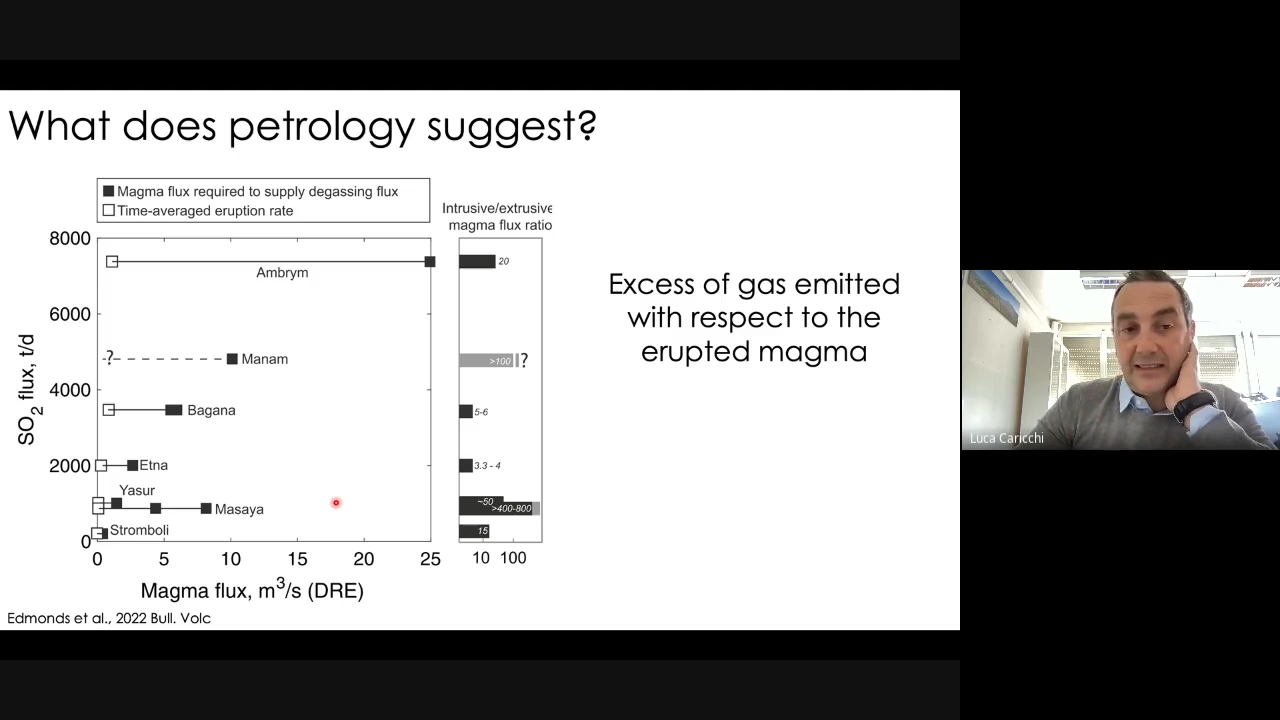 What does petrology suggest?
Magma flux required to supply degassing flux
Time-averaged eruption rate
Intrusive/extrusive
magma flux ratio
8000
6000
4000
2000
0
SO2 flux, t/d
Ambrym
?
Manam
Bagana
Etna
Yasur
Masaya
Stromboli
0 5 10 15 20 25
Magma flux, m3/s (DRE)
20
>100 ?
5-6
3.3 - 4
~50
>400-800
15
10 100
Excess of gas emitted
with respect to the
erupted magma
Edmonds et al., 2022 Bull. Volc
Luca Caricchi